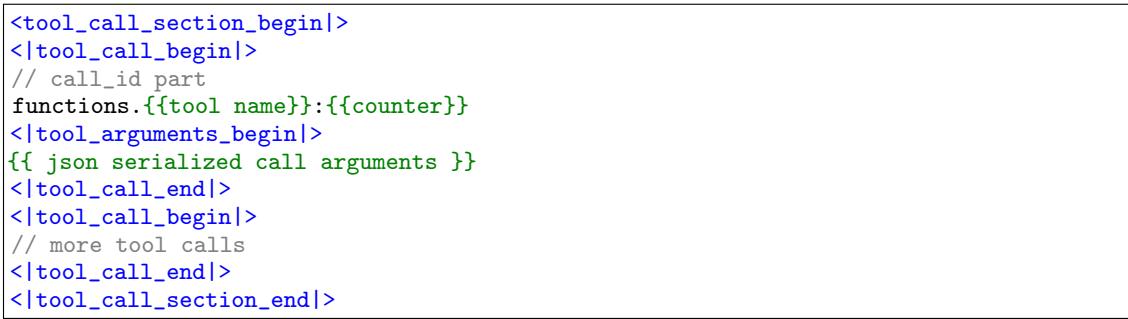 <tool_call_section_begin|>
<|tool_call_begin|>
// call_id part
functions.{{tool name}}:{{counter}}
<|tool_arguments_begin|>
{{ json serialized call arguments }}
<|tool_call_end|>
<|tool_call_begin|>
// more tool calls
<|tool_call_end|>
<|tool_call_section_end|>